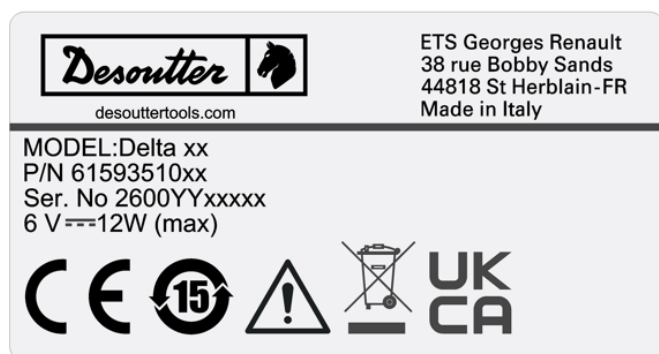 Desoutter
desouttertools.com
ETS Georges Renault
38 rue Bobby Sands
44818 St Herblain-FR
Made in Italy
MODEL:Delta xx
P/N 61593510xx
Ser. No 2600YYxxxxx
6 V⎓12W (max)
CE 15 UK
CA